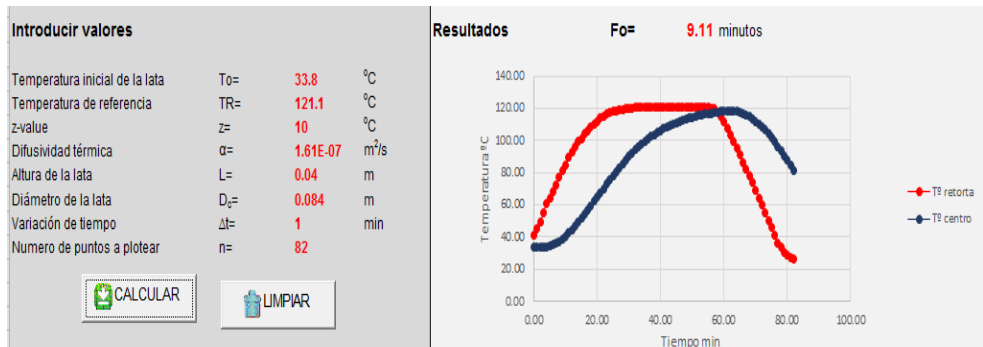 Introducir valores
Temperatura inicial de la lata To= 33.8 ºC
Temperatura de referencia TR= 121.1 ºC
z-value z= 10 ºC
Difusividad térmica α= 1.61E-07 m²/s
Altura de la lata L= 0.04 m
Diámetro de la lata Dc= 0.084 m
Variación de tiempo Δt= 1 min
Numero de puntos a plotear n= 82
CALCULAR
LIMPIAR
Resultados Fo= 9.11 minutos
140.00
120.00
100.00
80.00
60.00
40.00
20.00
0.00
Temperatura ºC
0.00 20.00 40.00 60.00 80.00 100.00
Tiempo min
Tº retorta
Tº centro